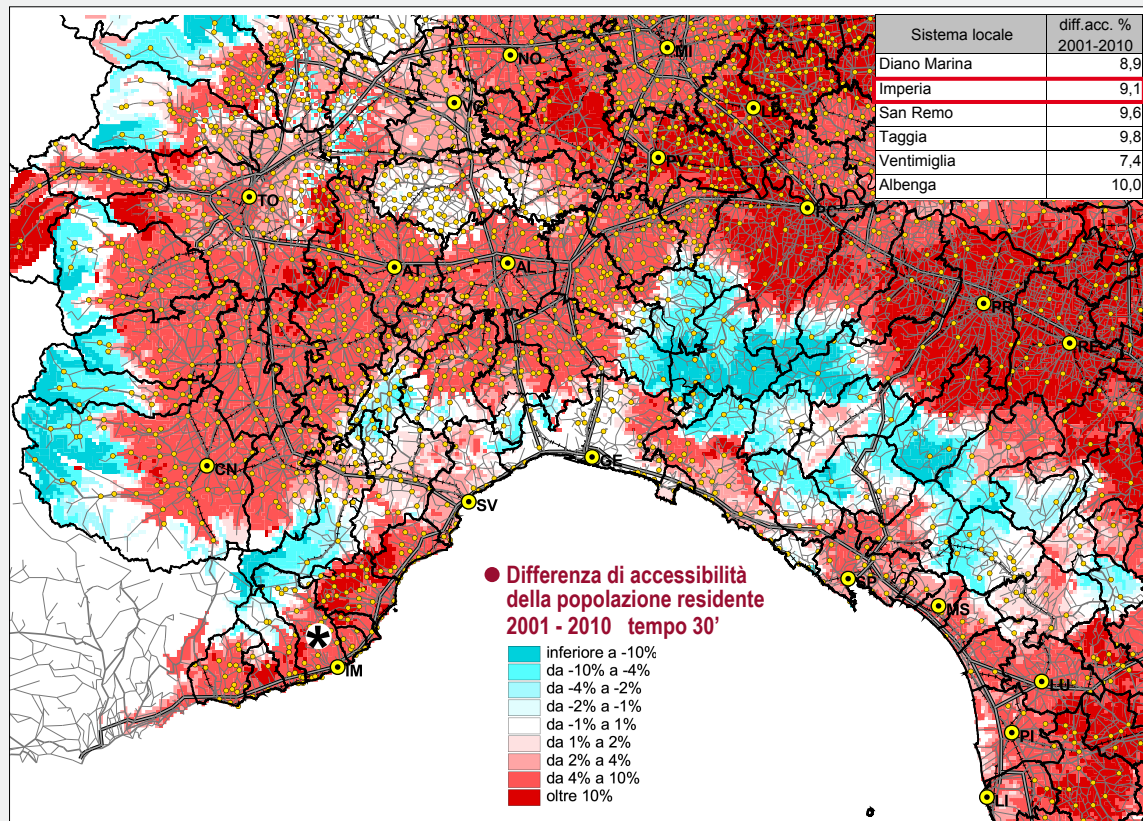 Sistema locale diff.acc. % 2001-2010
Diano Marina 8,9
Imperia 9,1
San Remo 9,6
Taggia 9,8
Ventimiglia 7,4
Albenga 10,0
NO
MI
VC
LO
PV
TO
PC
AT
AL
PR
RE
CN
GE
SV
SP
MS
IM
LU
PI
LI
*
Differenza di accessibilità
della popolazione residente
2001 - 2010 tempo 30'
inferiore a -10%
da -10% a -4%
da -4% a -2%
da -2% a -1%
da -1% a 1%
da 1% a 2%
da 2% a 4%
da 4% a 10%
oltre 10%